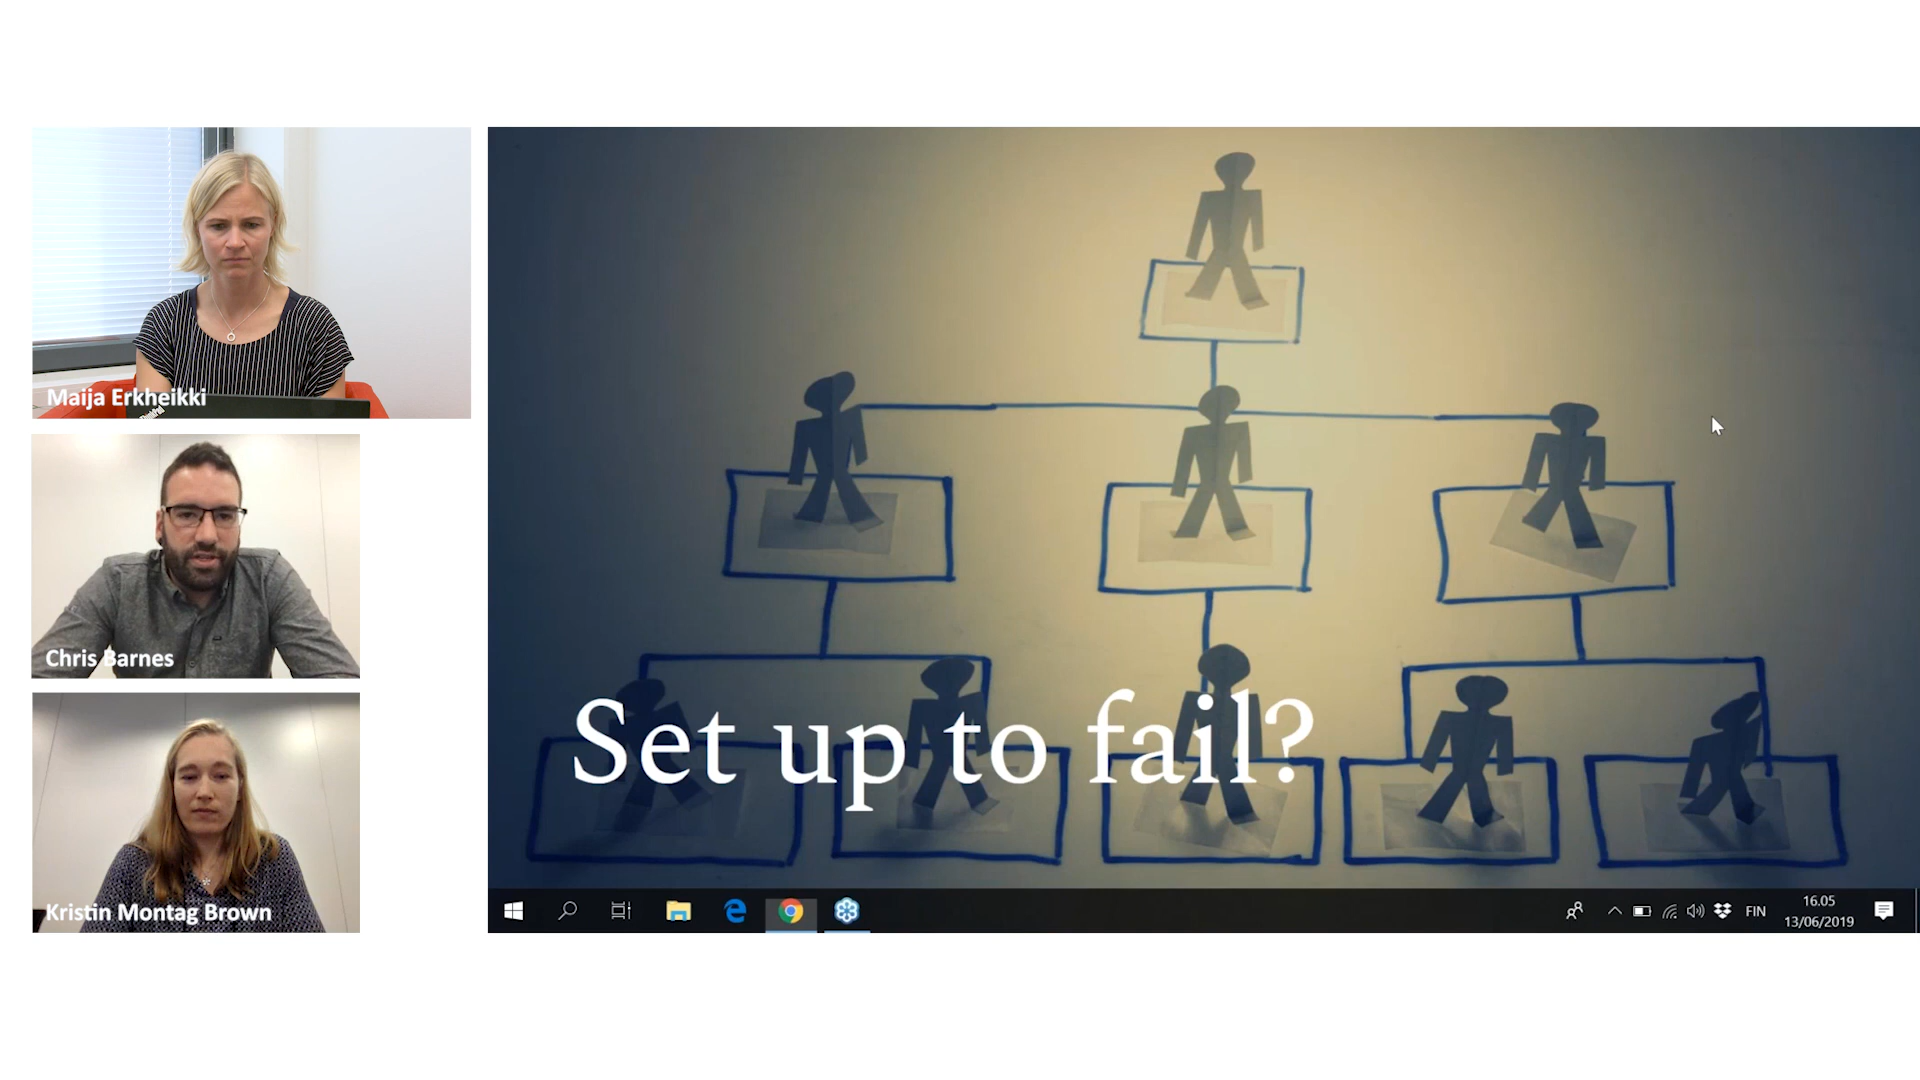 Maija Erkheikki
Chris Barnes
Kristin Montag Brown
Set up to fail?
FIN
16.05
13/06/2019